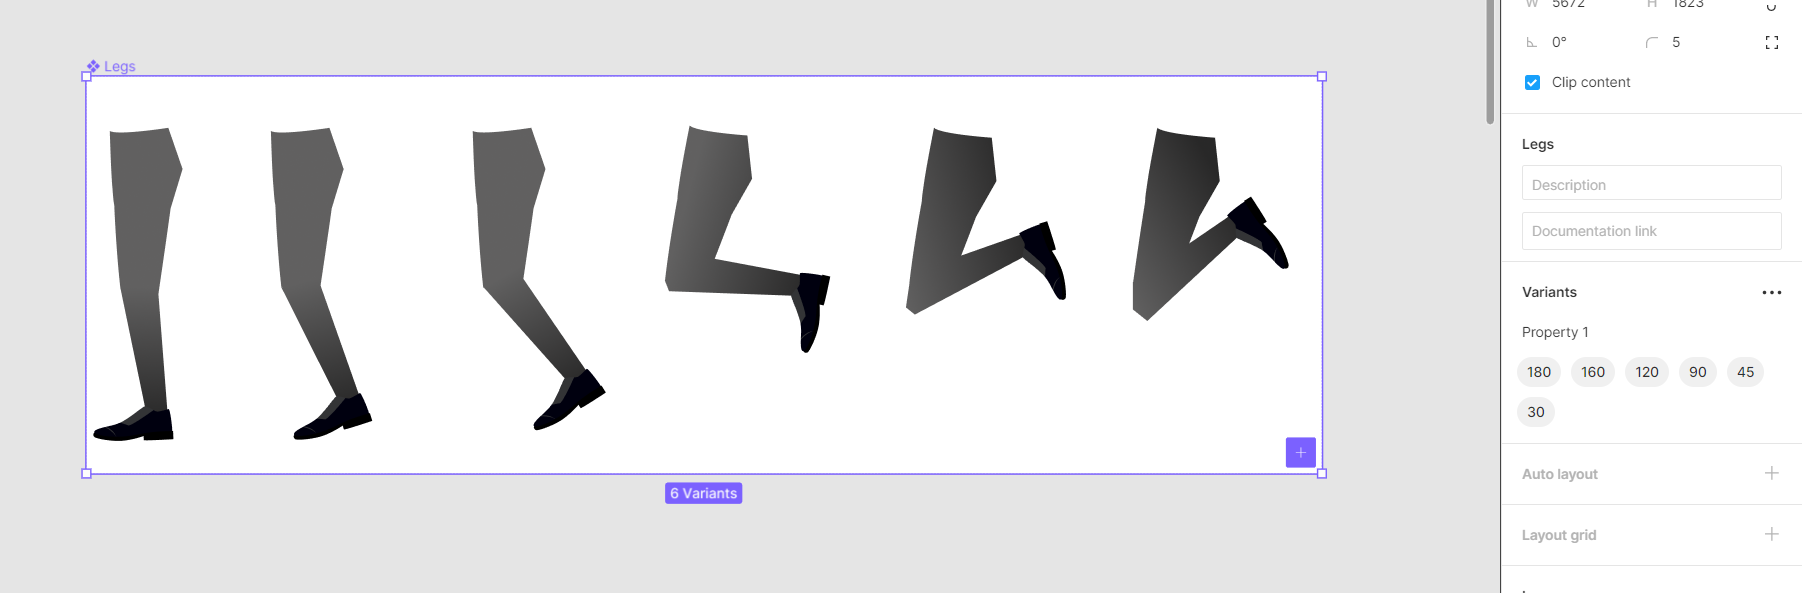 Legs
6 Variants
W 5672 H 1823
0° 5
Clip content
Legs
Description
Documentation link
Variants
Property 1
180 160 120 90 45
30
Auto layout
Layout grid